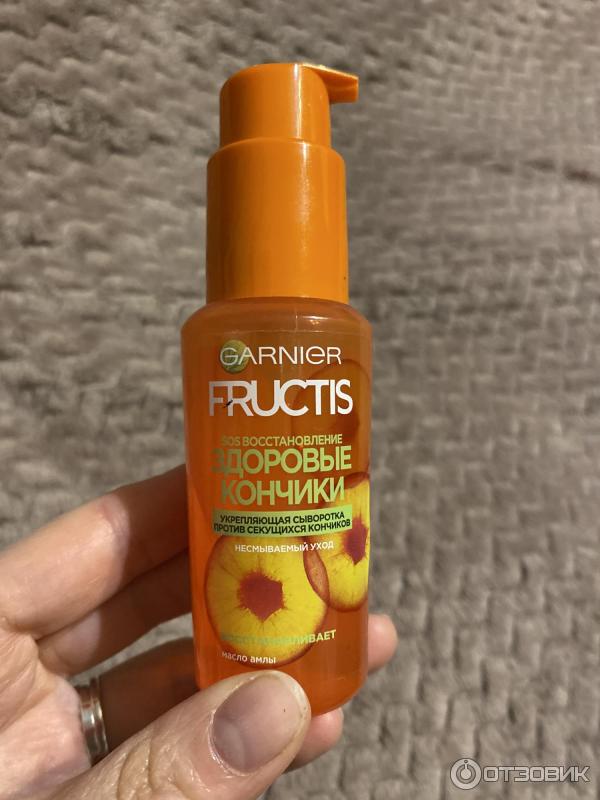 GARNIER
FRUCTIS
SOS ВОССТАНОВЛЕНИЕ
ЗДОРОВЫЕ
КОНЧИКИ
УКРЕПЛЯЮЩАЯ СЫВОРОТКА
ПРОТИВ СЕКУЩИХСЯ КОНЧИКОВ
НЕСМЫВАЕМЫЙ УХОД
ВОССТАНАВЛИВАЕТ
масло амлы
ОТЗОВИК